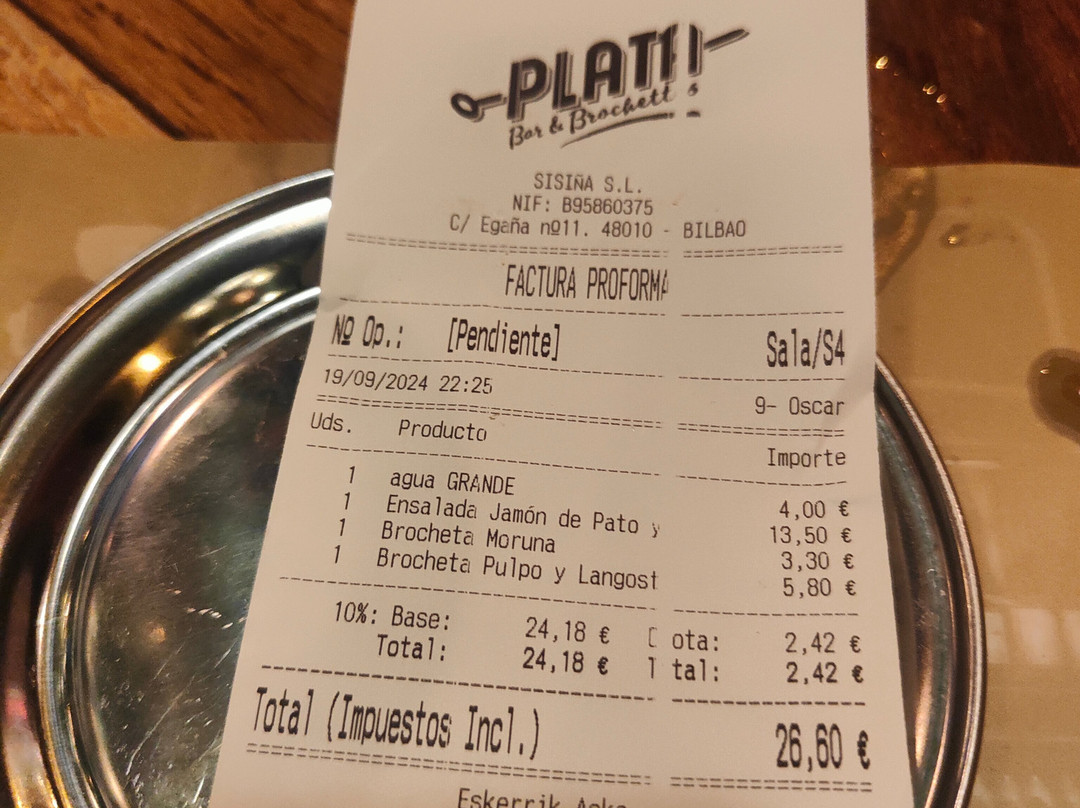 PLATI
Bar & Brochett s
SISIÑA S.L.
NIF: B95860375
C/ Egaña nº11. 48010 - BILBAO
FACTURA PROFORMA
Nº Op.: [Pendiente] Sala/S4
19/09/2024 22:25 9- Oscar
Uds. Producto Importe
1 agua GRANDE 4,00 €
1 Ensalada Jamón de Pato y 13,50 €
1 Brocheta Moruna 3,30 €
1 Brocheta Pulpo y Langost 5,80 €
10%: Base: 24,18 € C ota: 2,42 €
Total: 24,18 € T tal: 2,42 €
Total (Impuestos Incl.) 26,60 €
Eskerrik Asko